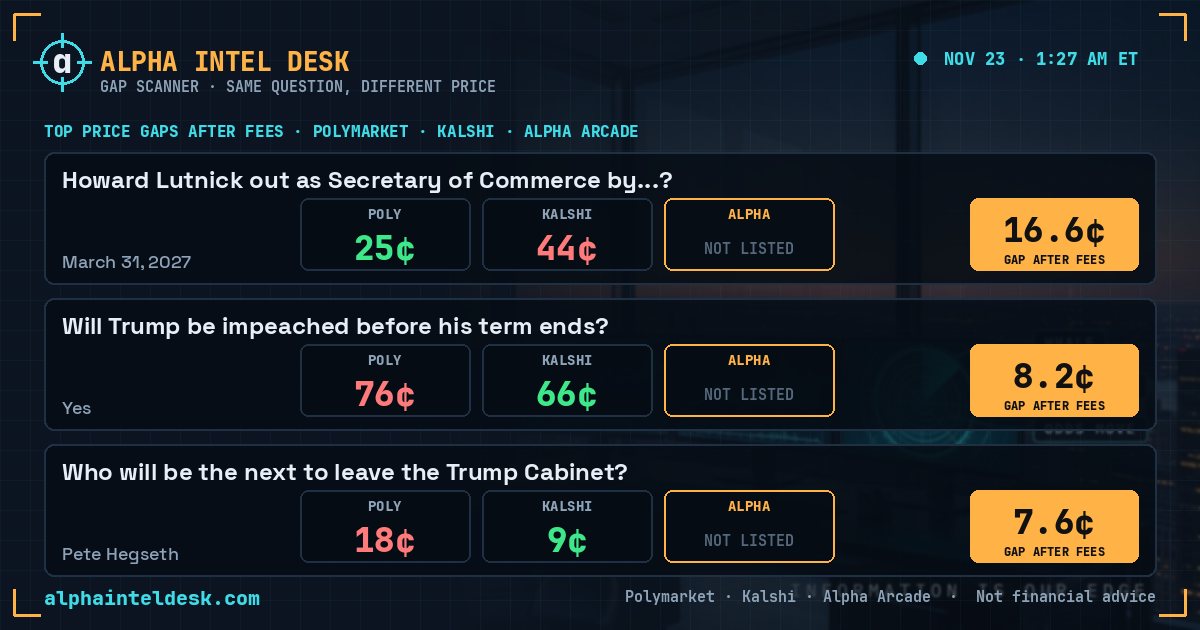 α
ALPHA INTEL DESK
GAP SCANNER · SAME QUESTION, DIFFERENT PRICE
NOV 23 · 1:27 AM ET
TOP PRICE GAPS AFTER FEES · POLYMARKET · KALSHI · ALPHA ARCADE
Howard Lutnick out as Secretary of Commerce by...?
March 31, 2027
POLY
25¢
KALSHI
44¢
ALPHA
NOT LISTED
16.6¢
GAP AFTER FEES
Will Trump be impeached before his term ends?
Yes
POLY
76¢
KALSHI
66¢
ALPHA
NOT LISTED
8.2¢
GAP AFTER FEES
Who will be the next to leave the Trump Cabinet?
Pete Hegseth
POLY
18¢
KALSHI
9¢
ALPHA
NOT LISTED
7.6¢
GAP AFTER FEES
INFORMATION IS OUR EDGE
alphainteldesk.com
Polymarket · Kalshi · Alpha Arcade · Not financial advice